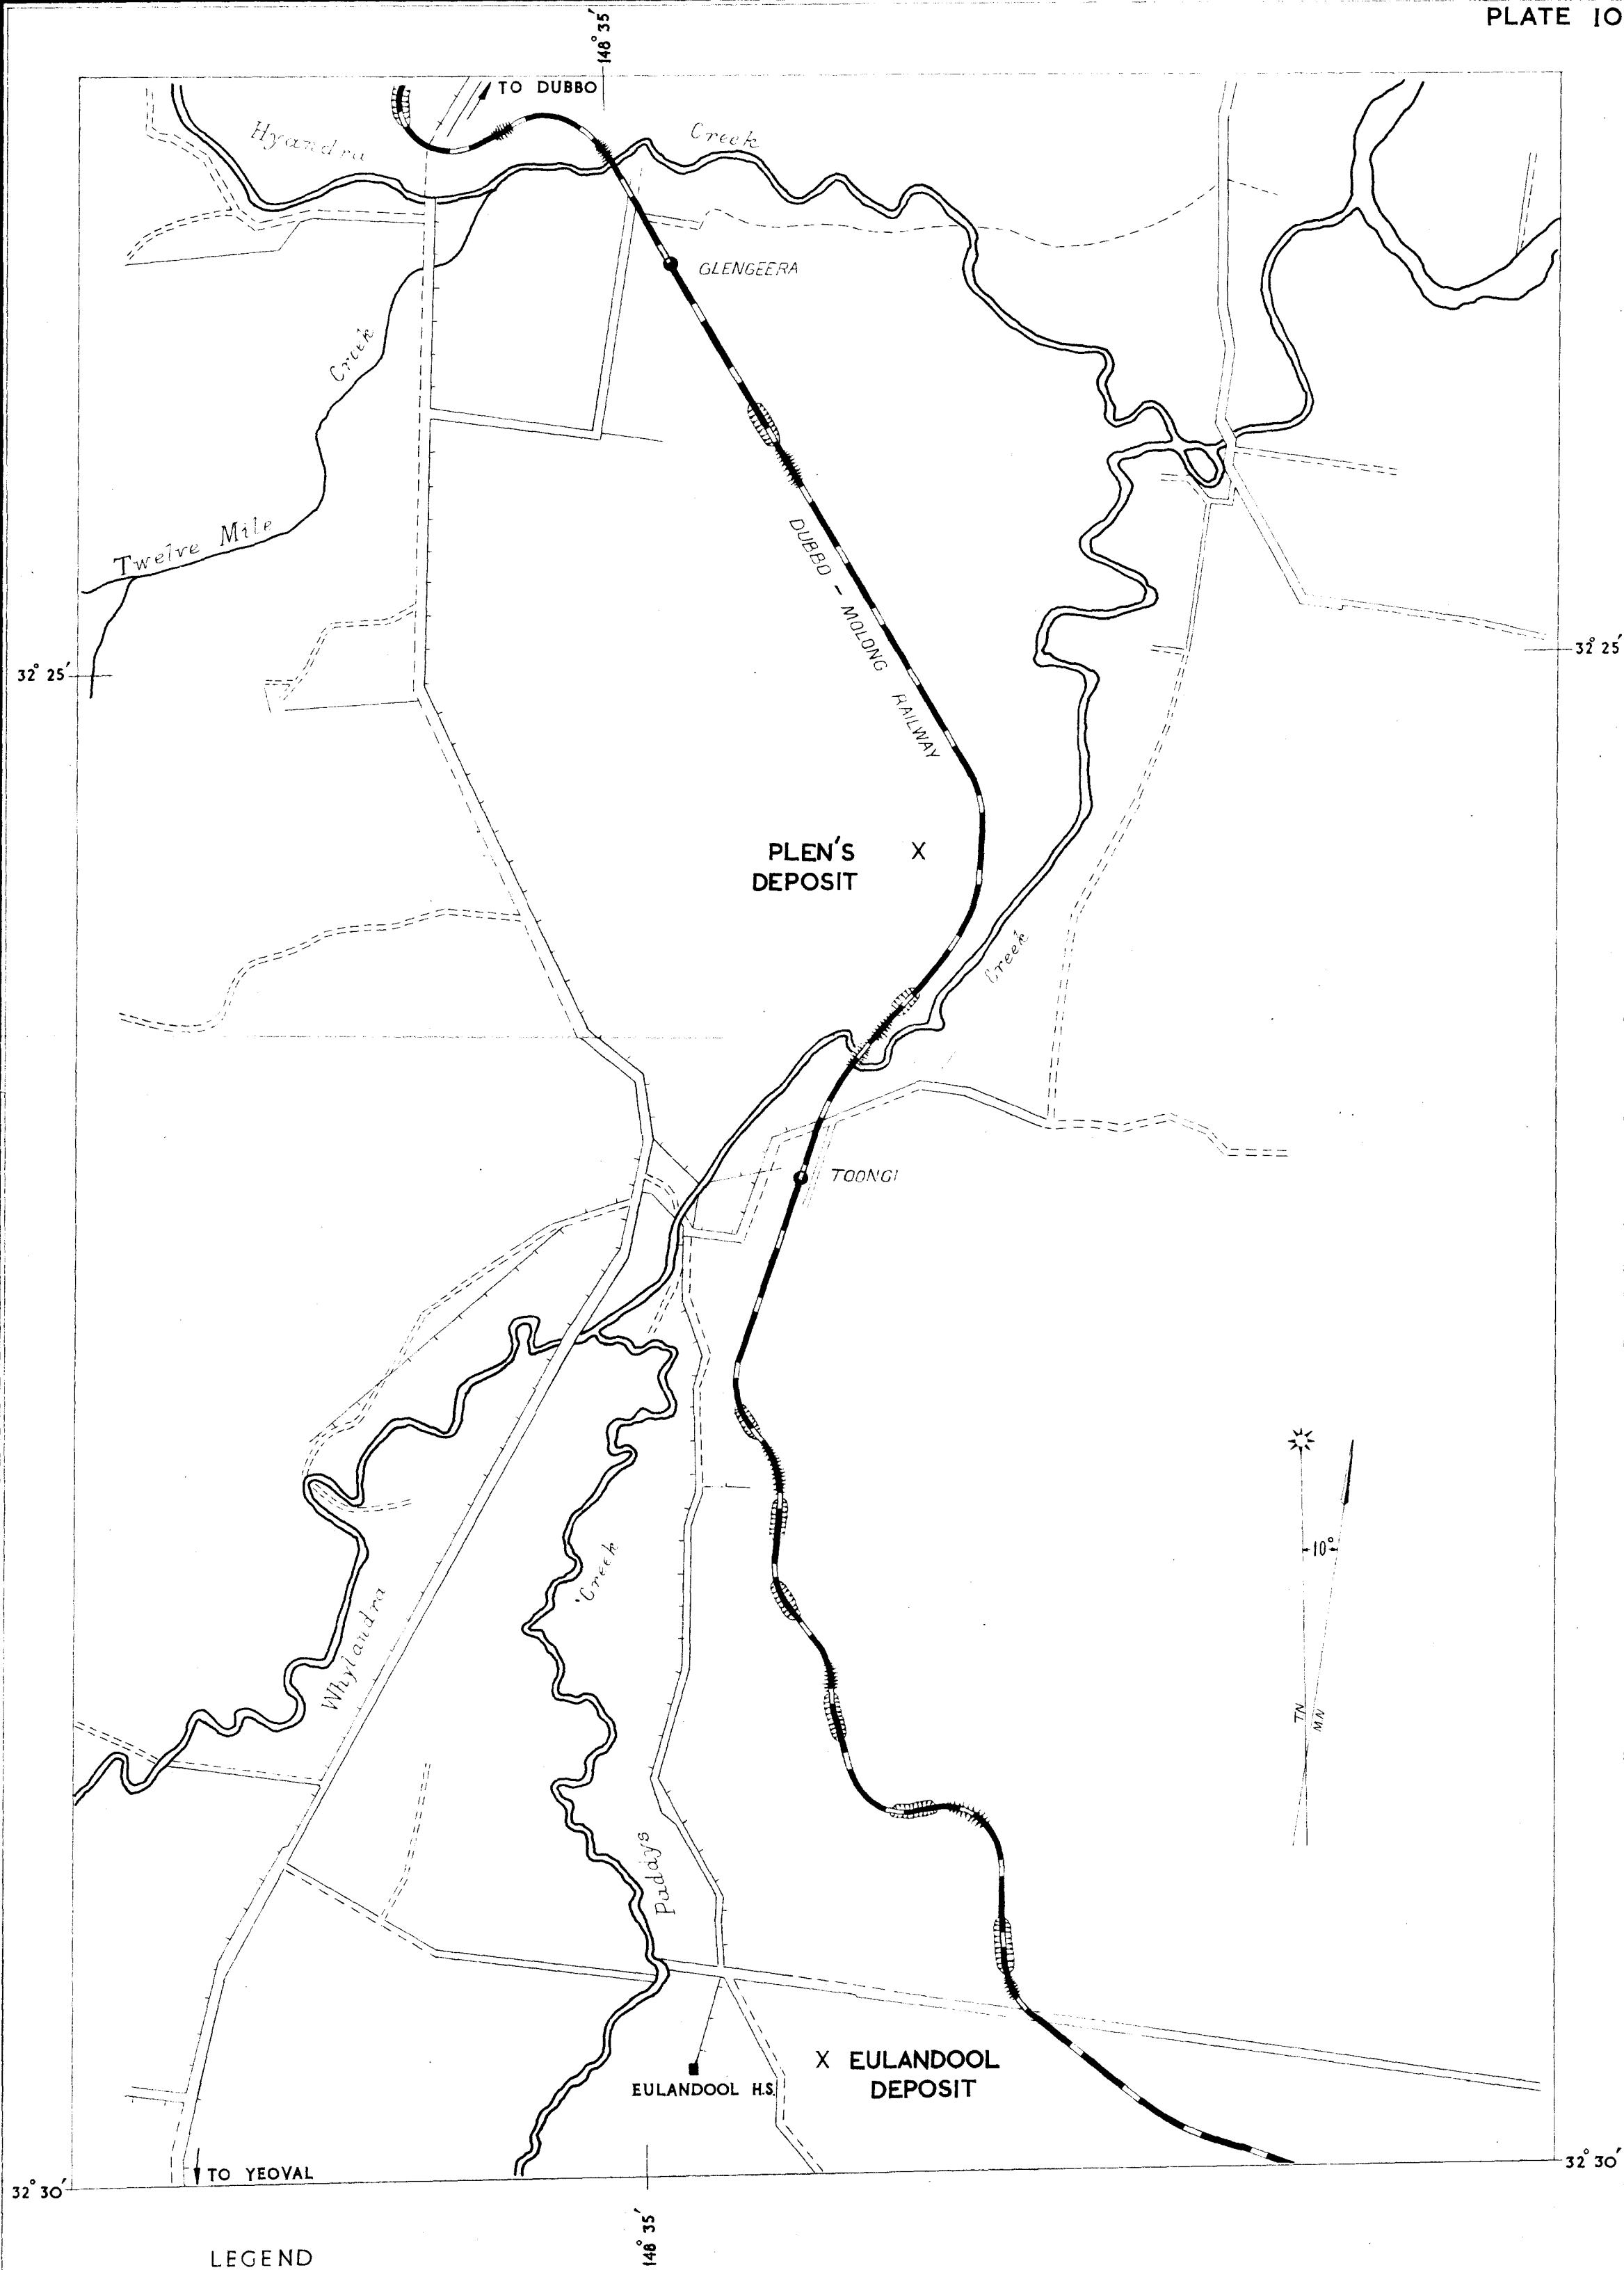 PLATE 10
148° 35'
TO DUBBO
Hyandra Creek
GLENGEERA
Creek
Twelve Mile
DUBBO - MOLONG RAILWAY
32° 25'
32° 25'
PLEN'S
DEPOSIT
X
Creek
TOONGI
10°
Creek
Whylandra
TN
MN
Paddys
X EULANDOOL
DEPOSIT
EULANDOOL H.S.
TO YEOVAL
32° 30'
32° 30'
148° 35'
LEGEND